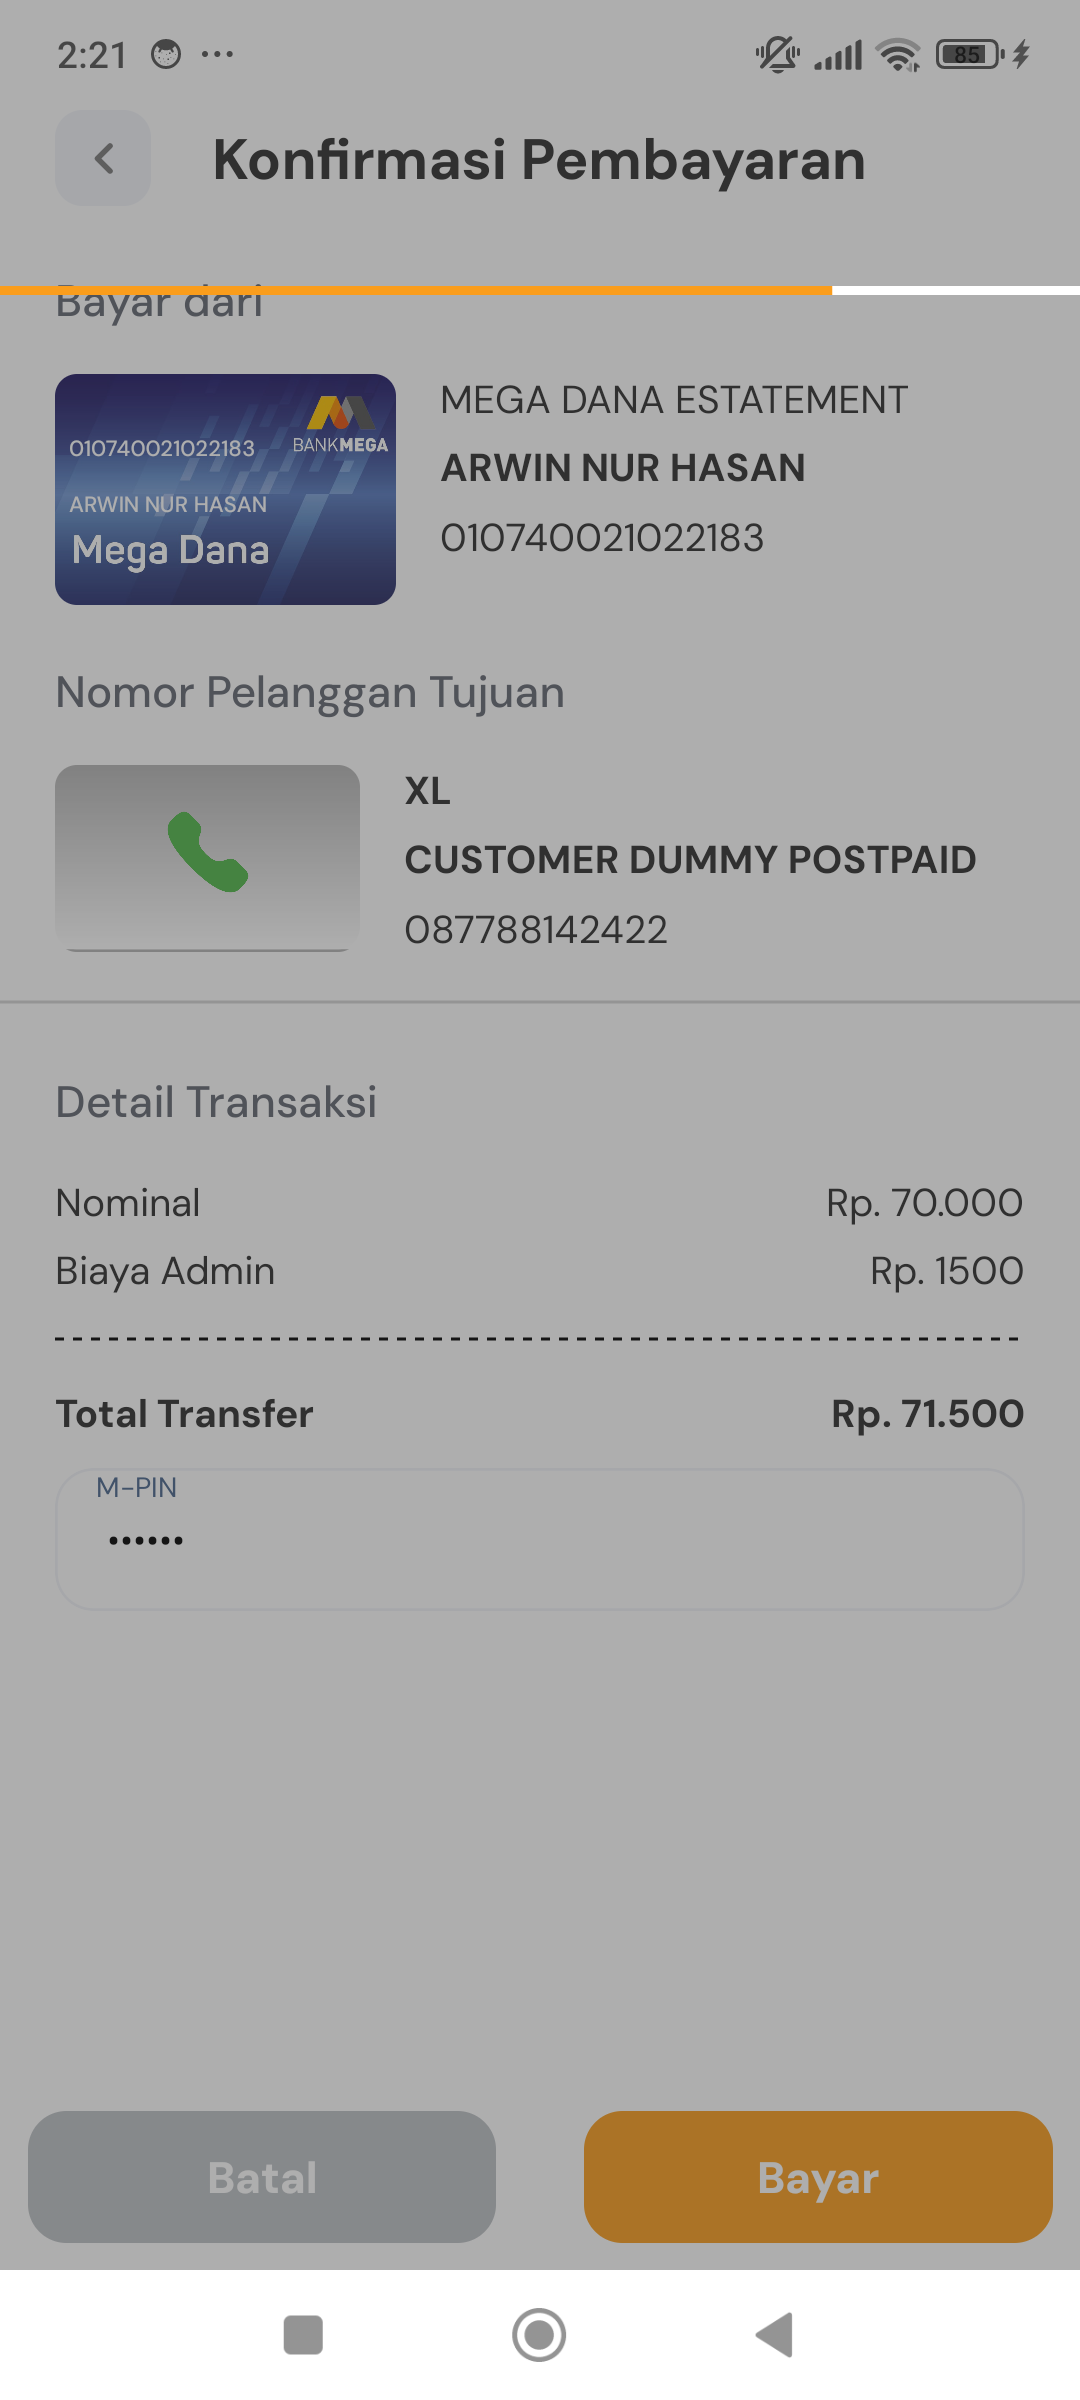 2:21
85
Konfirmasi Pembayaran
Bayar dari
010740021022183
BANKMEGA
ARWIN NUR HASAN
Mega Dana
MEGA DANA ESTATEMENT
ARWIN NUR HASAN
010740021022183
Nomor Pelanggan Tujuan
XL
CUSTOMER DUMMY POSTPAID
087788142422
Detail Transaksi
Nominal Rp. 70.000
Biaya Admin Rp. 1500
Total Transfer Rp. 71.500
M-PIN
••••••
Batal Bayar